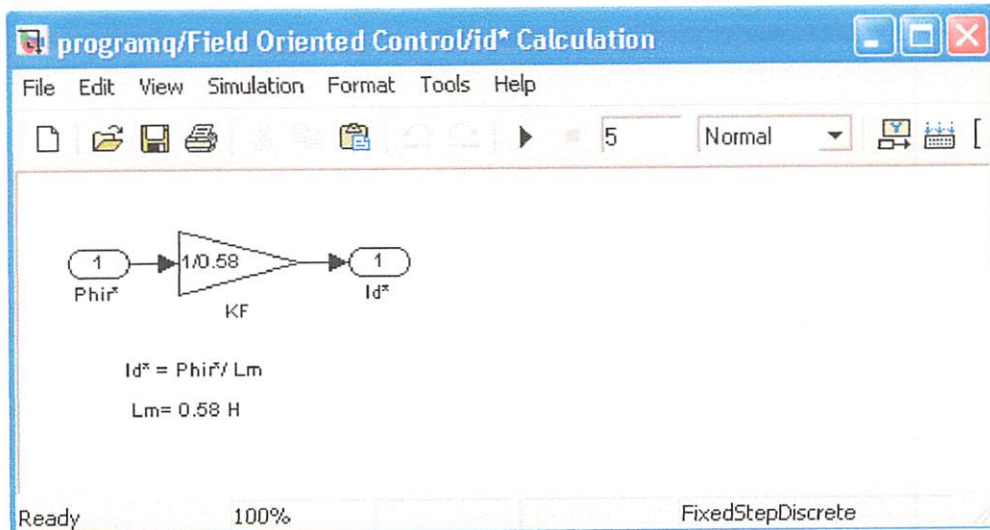 programq/Field Oriented Control/id* Calculation
File Edit View Simulation Format Tools Help
5 Normal
1 1/0.58 1
Phir* Id*
KF
Id* = Phir*/ Lm
Lm= 0.58 H
Ready 100% FixedStepDiscrete